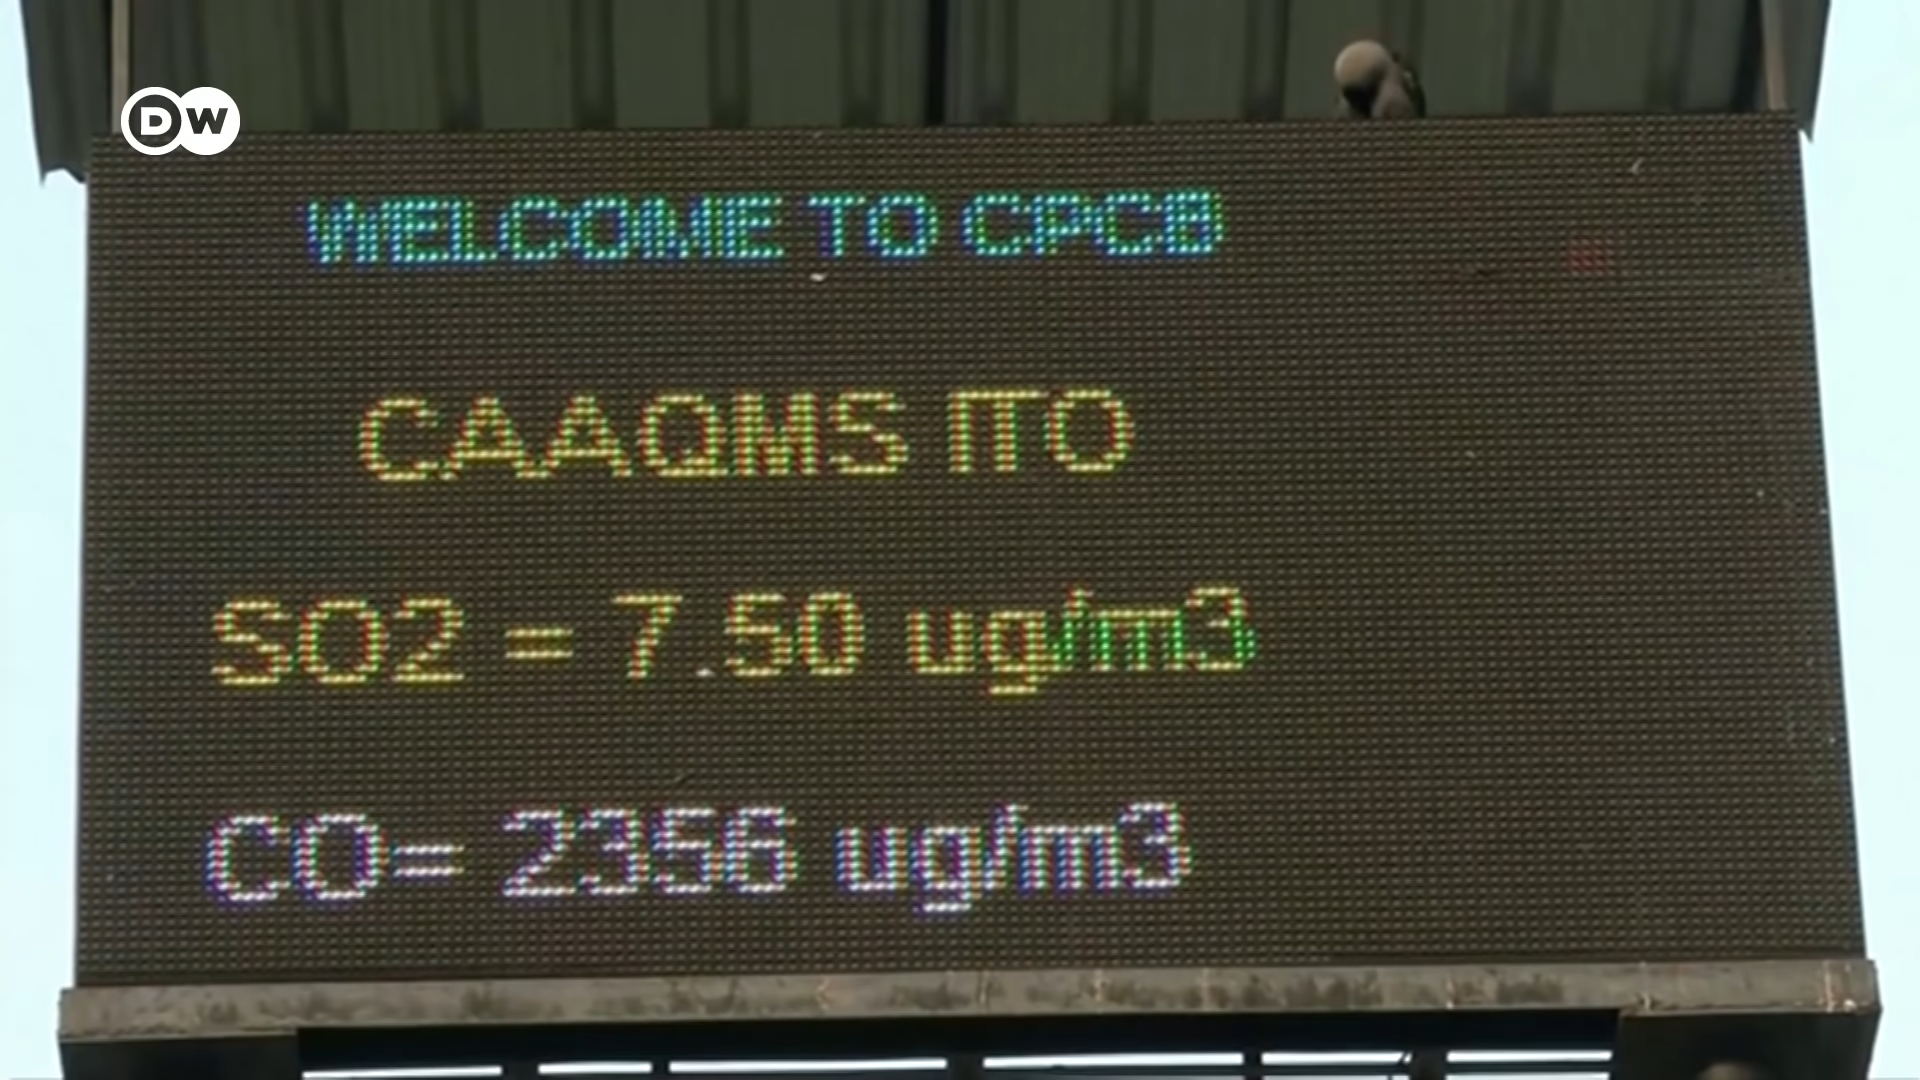 DW
WELCOME TO CPCB
CAAQMS ITO
SO2 = 7.50 ug/m3
CO= 2356 ug/m3